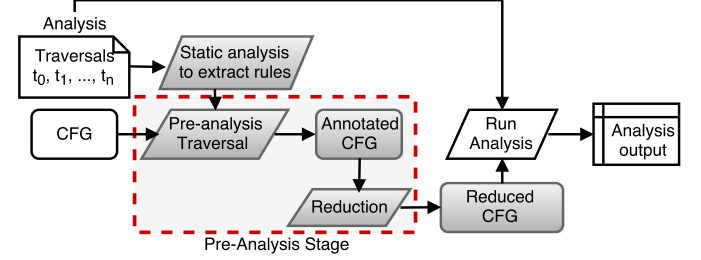 Analysis
Traversals
t0, t1, ..., tn
Static analysis
to extract rules
CFG
Pre-analysis
Traversal
Annotated
CFG
Run
Analysis
Analysis
output
Reduction
Reduced
CFG
Pre-Analysis Stage